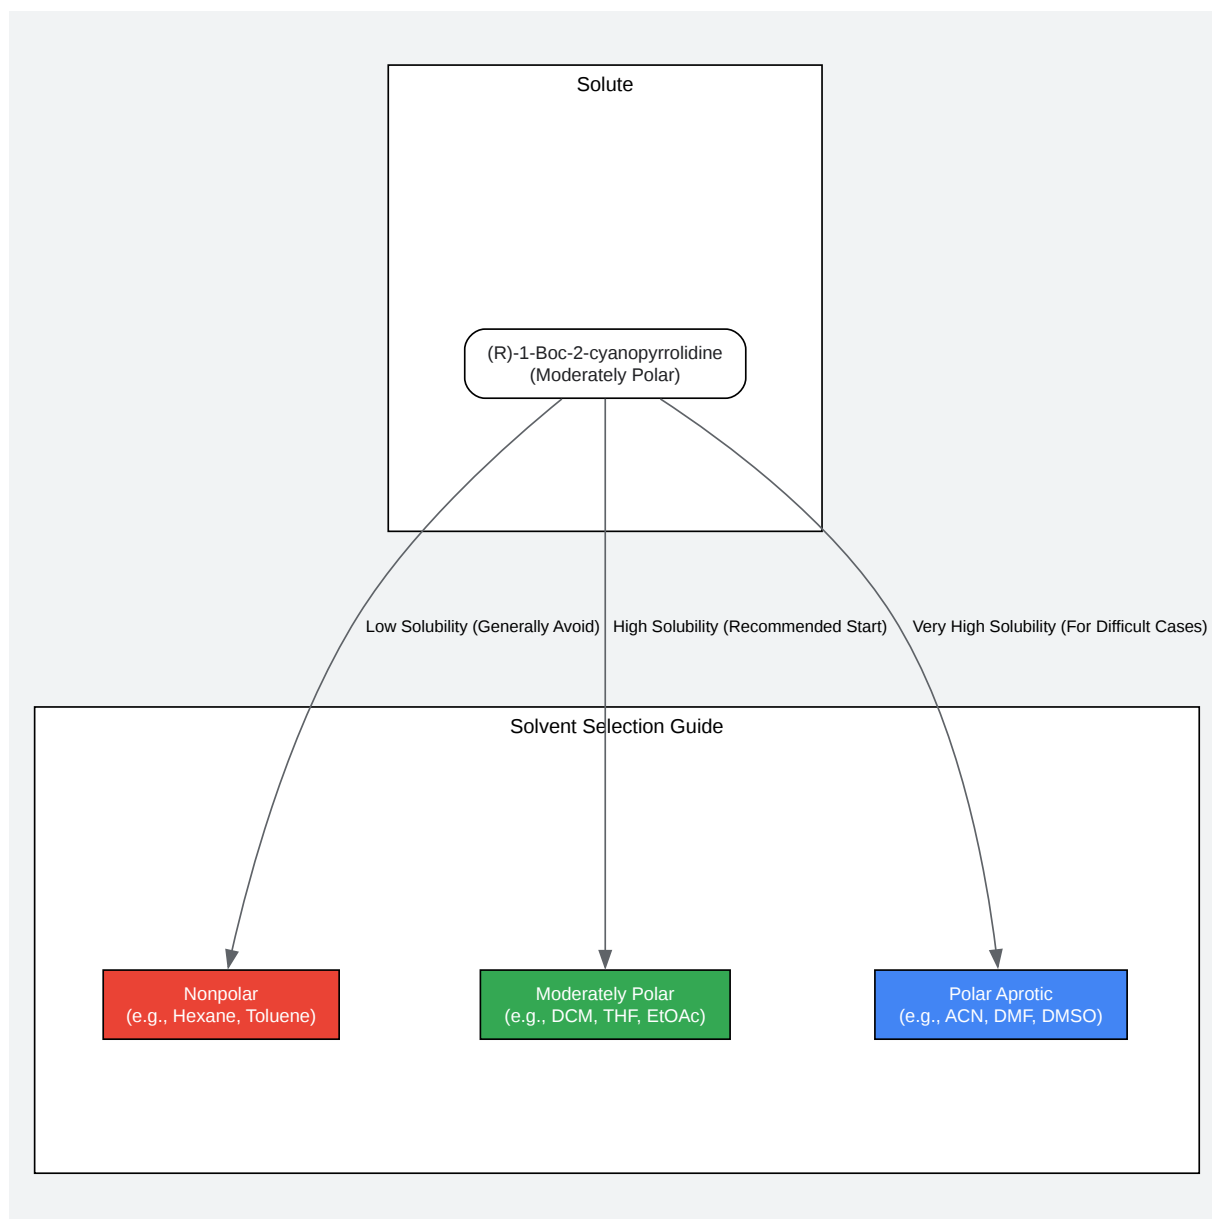 Solute
(R)-1-Boc-2-cyanopyrrolidine
(Moderately Polar)
Low Solubility (Generally Avoid)
High Solubility (Recommended Start)
Very High Solubility (For Difficult Cases)
Solvent Selection Guide
Nonpolar
(e.g., Hexane, Toluene)
Moderately Polar
(e.g., DCM, THF, EtOAc)
Polar Aprotic
(e.g., ACN, DMF, DMSO)